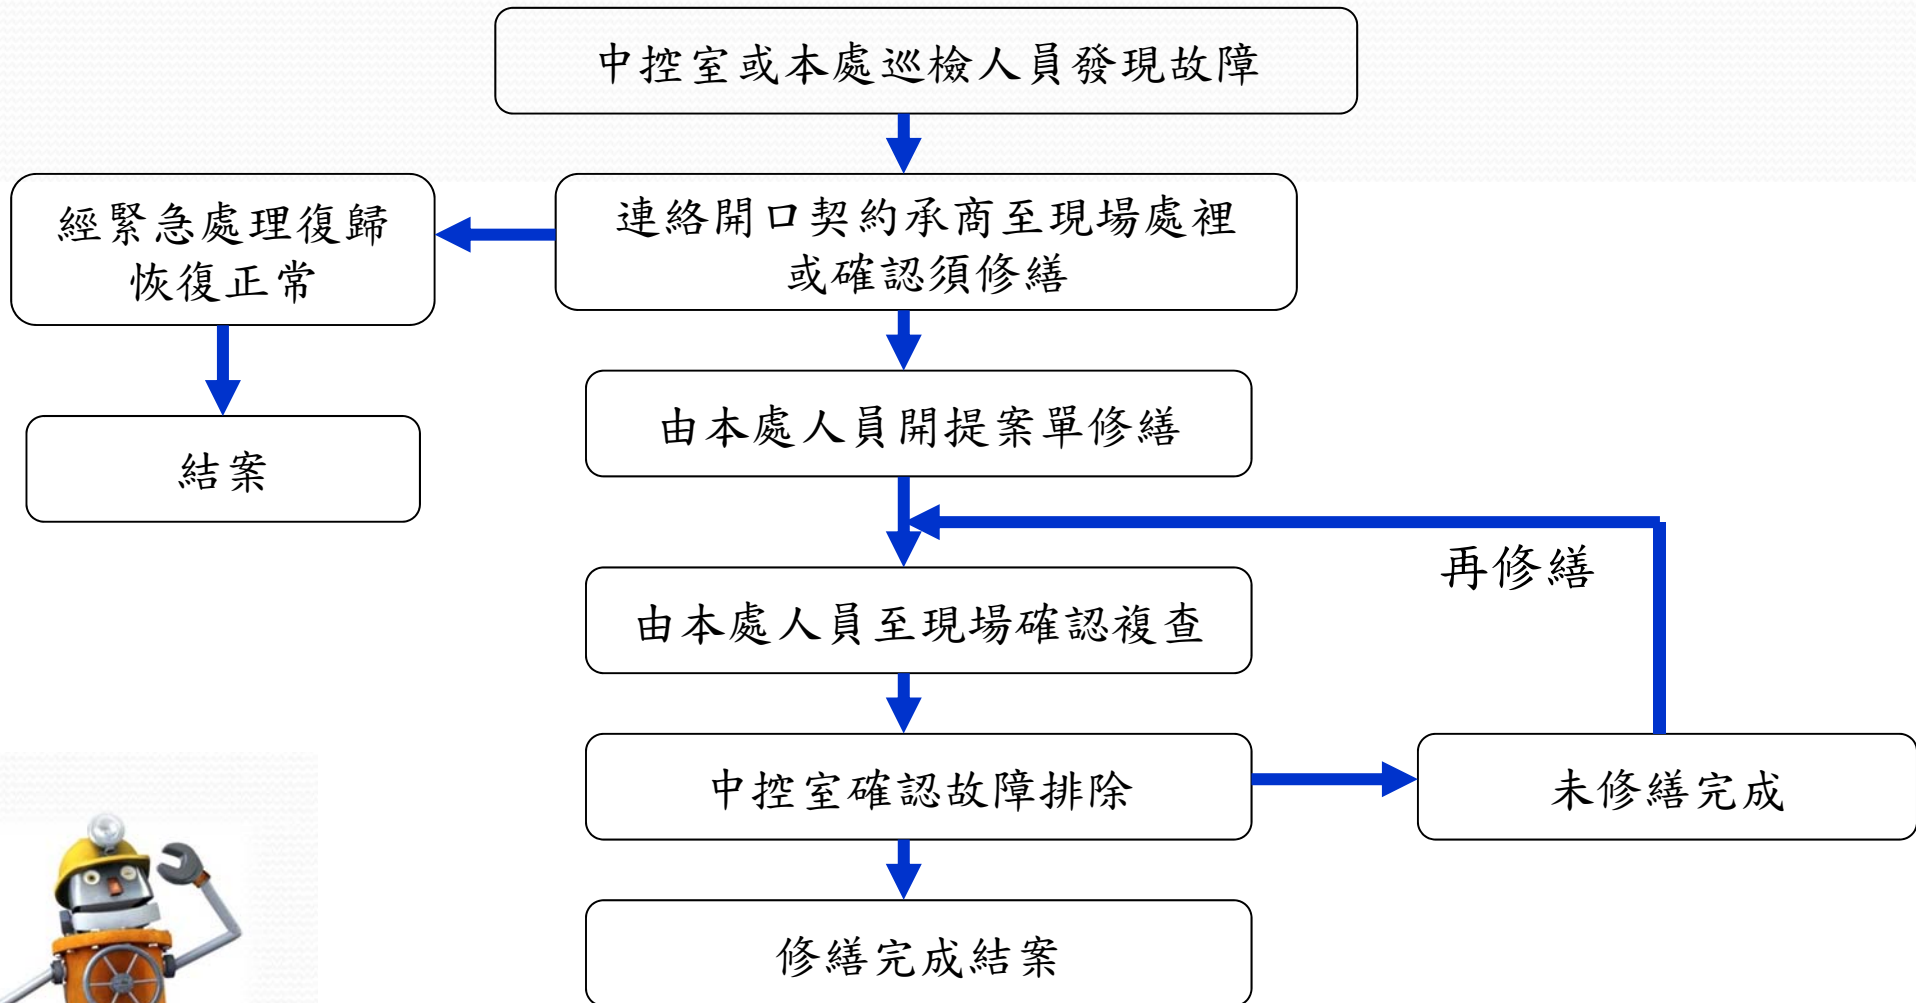 中控室或本處巡檢人員發現故障
經緊急處理復歸
恢復正常
連絡開口契約承商至現場處裡
或確認須修繕
結案
由本處人員開提案單修繕
再修繕
由本處人員至現場確認複查
中控室確認故障排除
未修繕完成
修繕完成結案